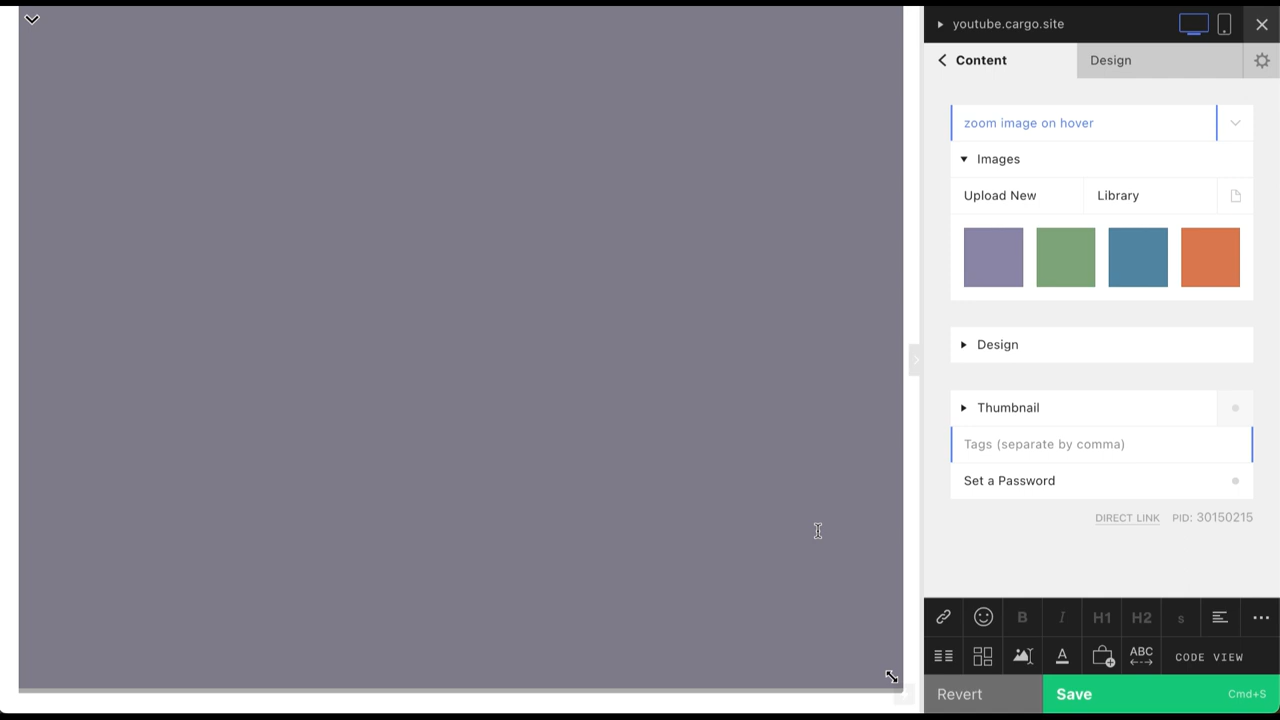 youtube.cargo.site
Content
Design
zoom image on hover
Images
Upload New
Library
Design
Thumbnail
Tags (separate by comma)
Set a Password
DIRECT LINK PID: 30150215
B I H1 H2 s
A ABC CODE VIEW
Revert
Save
Cmd+S